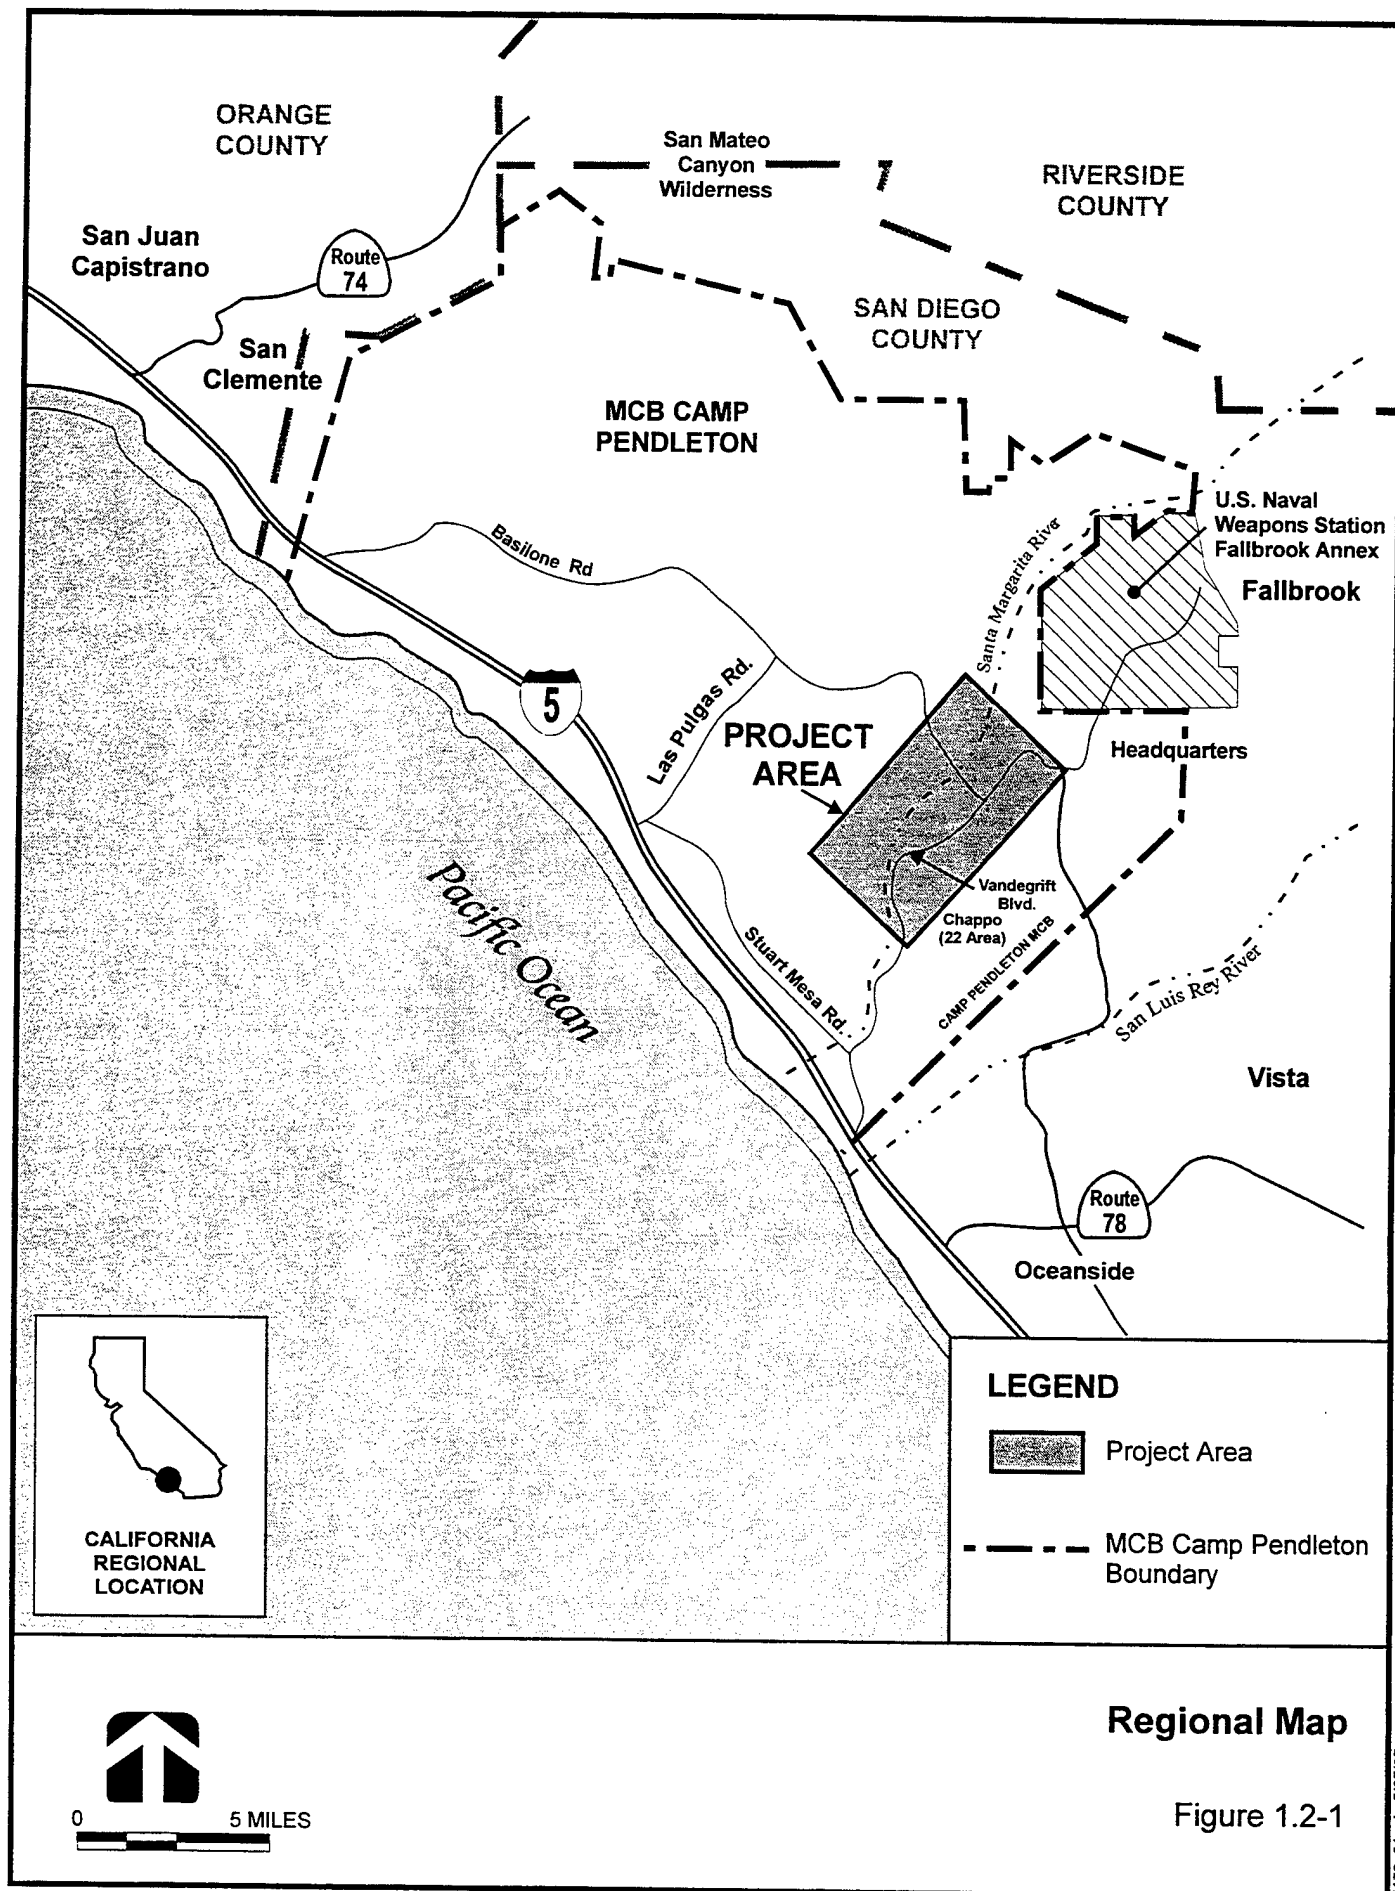 ORANGE
COUNTY
San Mateo
Canyon
Wilderness
RIVERSIDE
COUNTY
San Juan
Capistrano
Route
74
SAN DIEGO
COUNTY
San
Clemente
MCB CAMP
PENDLETON
U.S. Naval
Weapons Station
Fallbrook Annex
Fallbrook
Basilone Rd
Santa Margarita River
5
Las Pulgas Rd.
PROJECT
AREA
Headquarters
Vandegrift
Blvd.
Chappo
(22 Area)
CAMP PENDLETON MCB
Pacific Ocean
Stuart Mesa Rd.
San Luis Rey River
Vista
Route
78
Oceanside
CALIFORNIA
REGIONAL
LOCATION
LEGEND
Project Area
MCB Camp Pendleton
Boundary
Regional Map
0 5 MILES
Figure 1.2-1